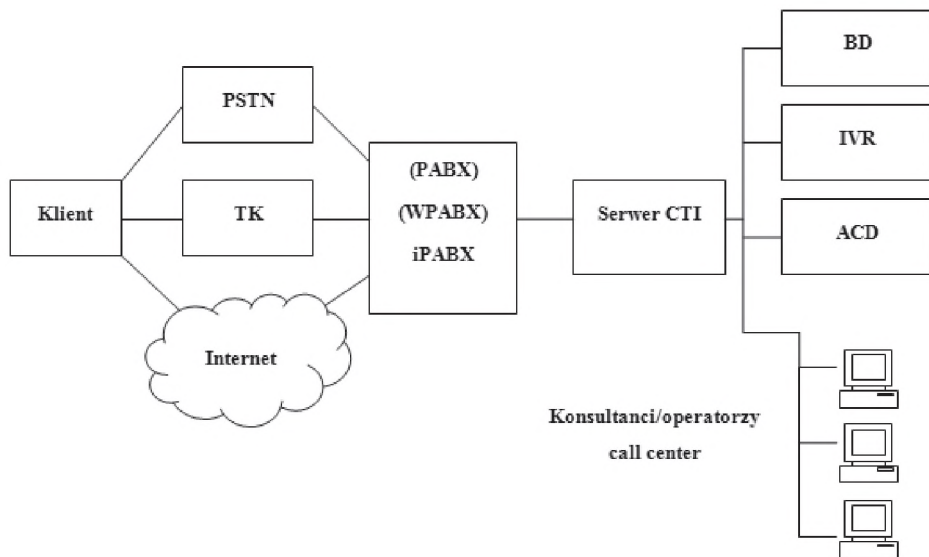 PSTN
Klient
TK
Internet
(PABX)
(WPABX)
iPABX
Serwer CTI
BD
IVR
ACD
Konsultanci/operatorzy
call center